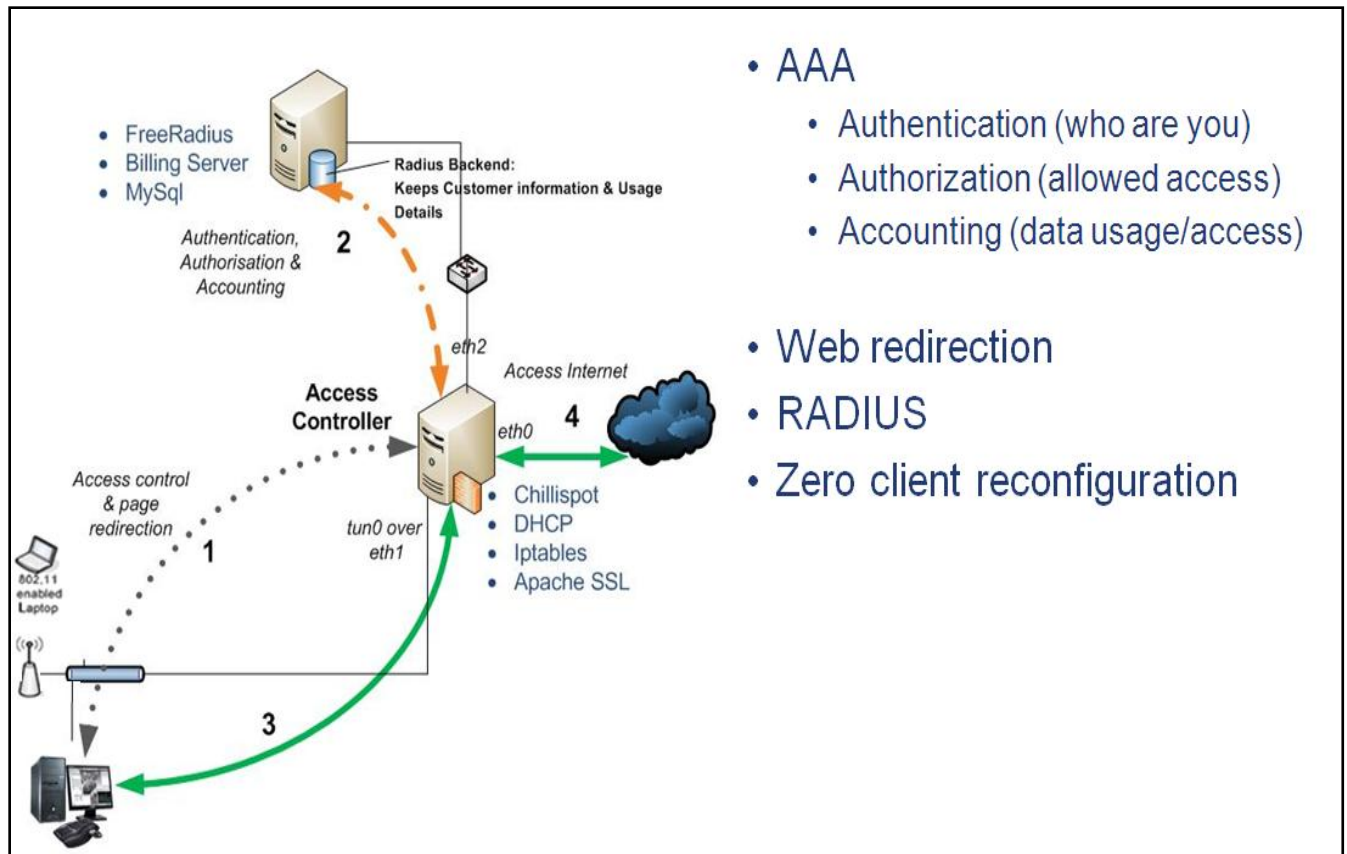 • FreeRadius
• Billing Server
• MySql
Radius Backend:
Keeps Customer information & Usage
Details
Authentication,
Authorisation &
Accounting
2
eth2
Access Internet
Access
Controller
eth0
4
Access control
& page
redirection
1
tun0 over
eth1
• Chillispot
• DHCP
• Iptables
• Apache SSL
802.11
enabled
Laptop
3
• AAA
• Authentication (who are you)
• Authorization (allowed access)
• Accounting (data usage/access)
• Web redirection
• RADIUS
• Zero client reconfiguration